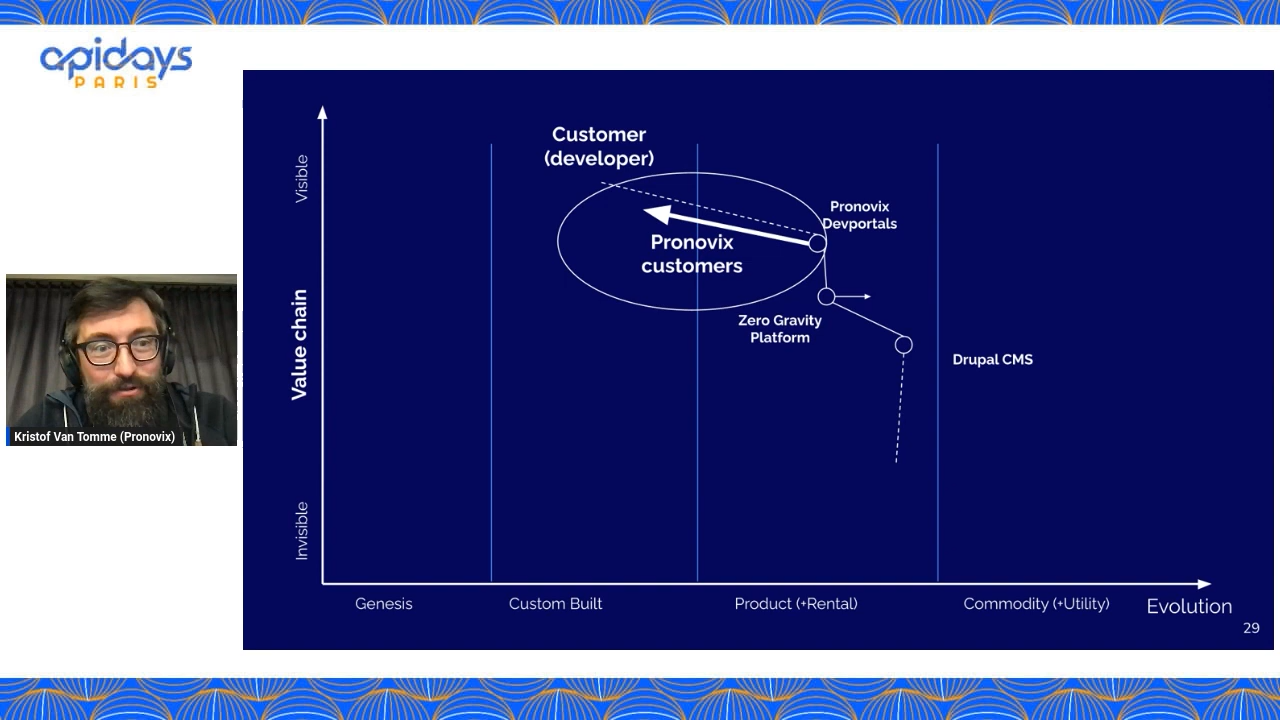 apidays
PARIS
Customer
(developer)
Visible
Pronovix
Devportals
Pronovix
customers
Zero Gravity
Platform
Value chain
Drupal CMS
Kristof Van Tomme (Pronovix)
Invisible
Genesis
Custom Built
Product (+Rental)
Commodity (+Utility)
Evolution
29